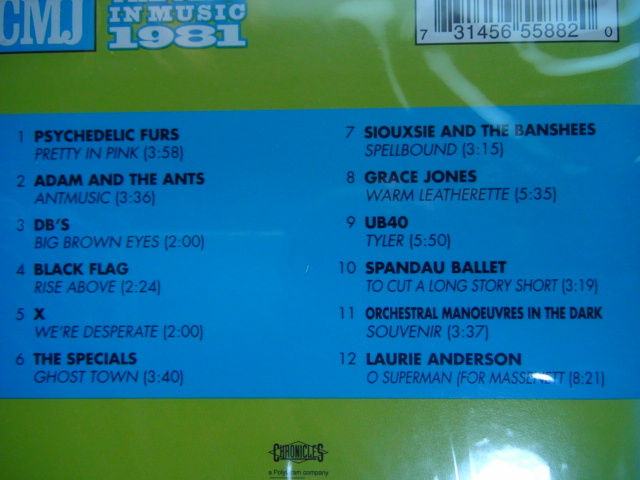 CMJ
IN MUSIC
1981
7 31456 55882 0
1 PSYCHEDELIC FURS
PRETTY IN PINK (3:58)
2 ADAM AND THE ANTS
ANTMUSIC (3:36)
3 DB'S
BIG BROWN EYES (2:00)
4 BLACK FLAG
RISE ABOVE (2:24)
5 X
WE'RE DESPERATE (2:00)
6 THE SPECIALS
GHOST TOWN (3:40)
7 SIOUXSIE AND THE BANSHEES
SPELLBOUND (3:15)
8 GRACE JONES
WARM LEATHERETTE (5:35)
9 UB40
TYLER (5:50)
10 SPANDAU BALLET
TO CUT A LONG STORY SHORT (3:19)
11 ORCHESTRAL MANOEUVRES IN THE DARK
SOUVENIR (3:37)
12 LAURIE ANDERSON
O SUPERMAN (FOR MASSENETT (8:21)
CHRONICLES
a PolyGram company